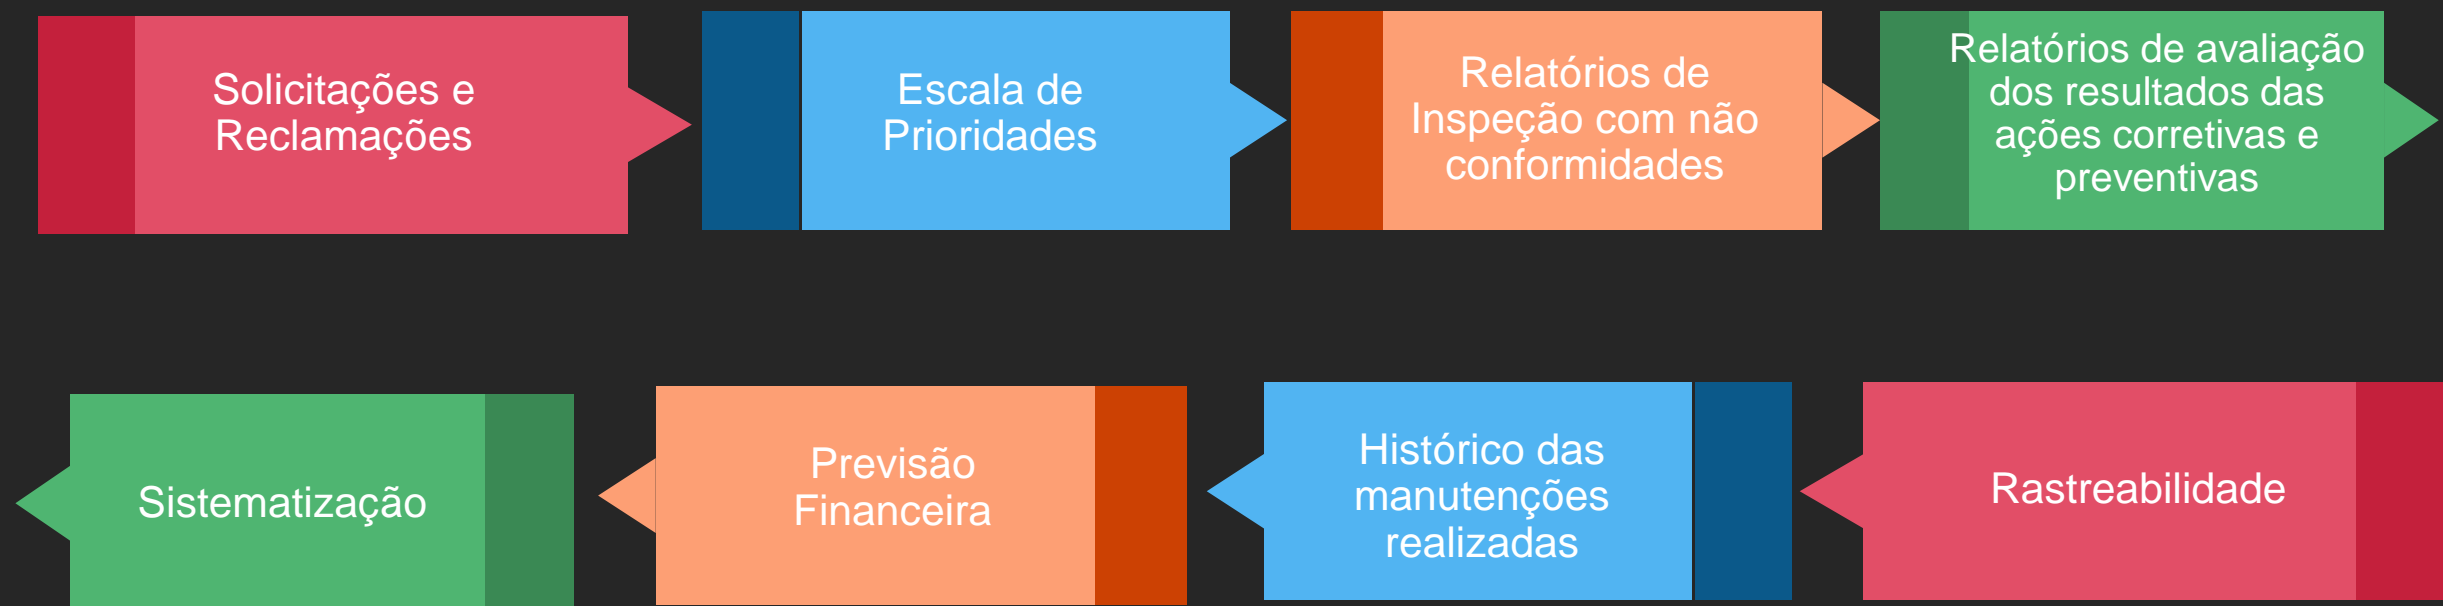 Solicitações e
Reclamações
Escala de
Prioridades
Relatórios de
Inspeção com não
conformidades
Relatórios de avaliação
dos resultados das
ações corretivas e
preventivas
Sistematização
Previsão
Financeira
Histórico das
manutenções
realizadas
Rastreabilidade